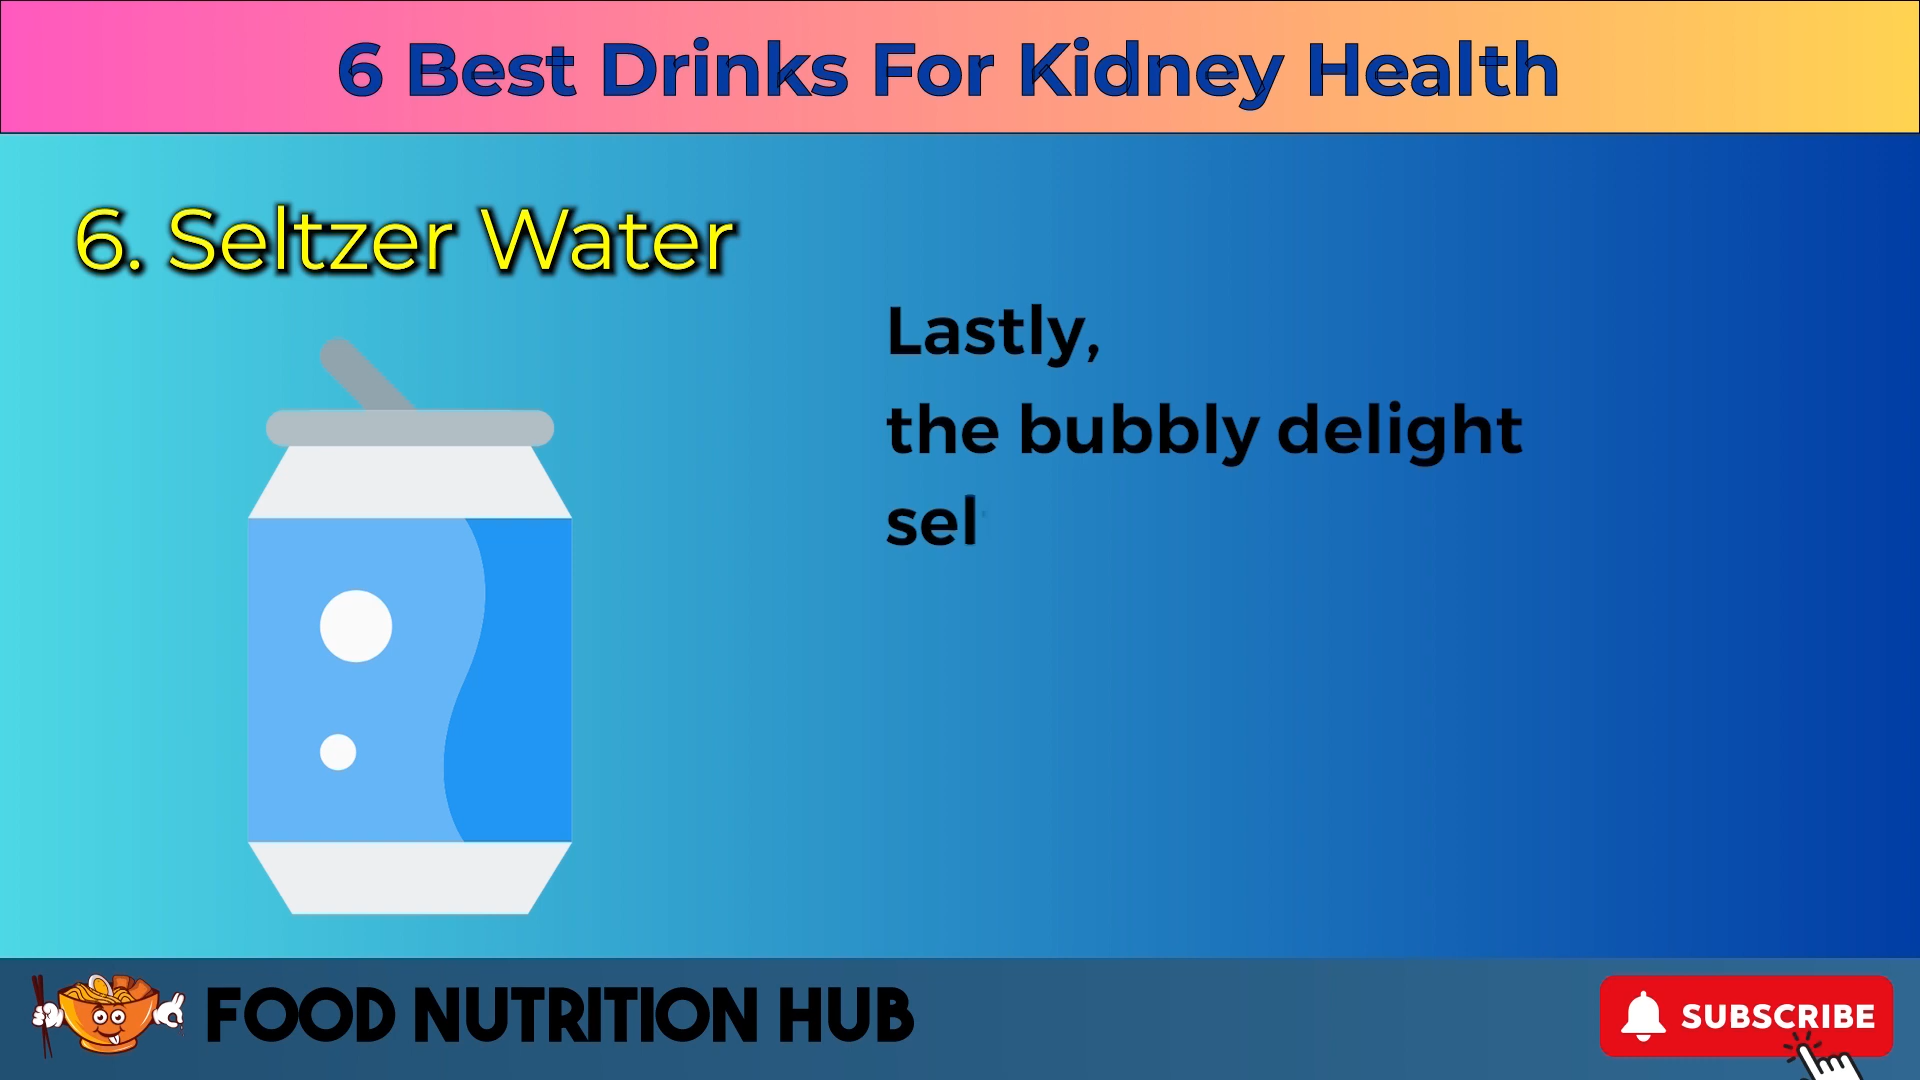 6 Best Drinks For Kidney Health
6. Seltzer Water
Lastly,
the bubbly delight
sel
FOOD NUTRITION HUB
SUBSCRIBE